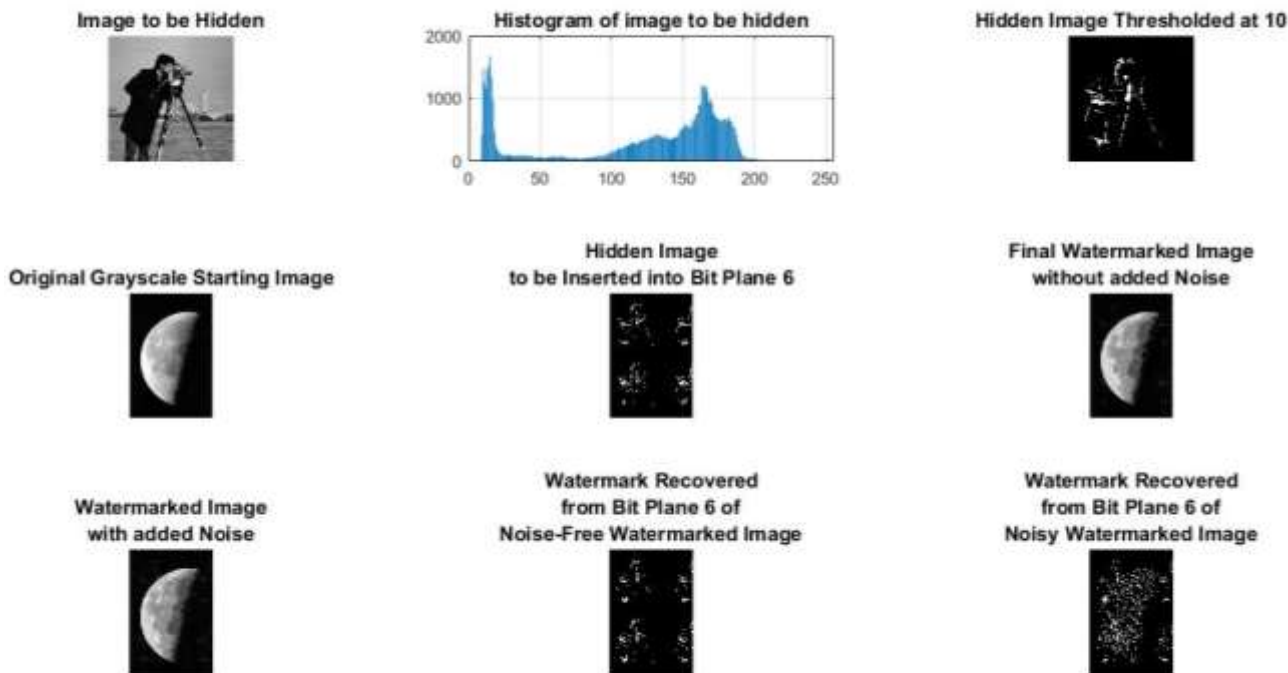 Image to be Hidden
Histogram of image to be hidden
2000
1000
0
0 50 100 150 200 250
Hidden Image Thresholded at 10
Original Grayscale Starting Image
Hidden Image
to be Inserted into Bit Plane 6
Final Watermarked Image
without added Noise
Watermarked Image
with added Noise
Watermark Recovered
from Bit Plane 6 of
Noise-Free Watermarked Image
Watermark Recovered
from Bit Plane 6 of
Noisy Watermarked Image